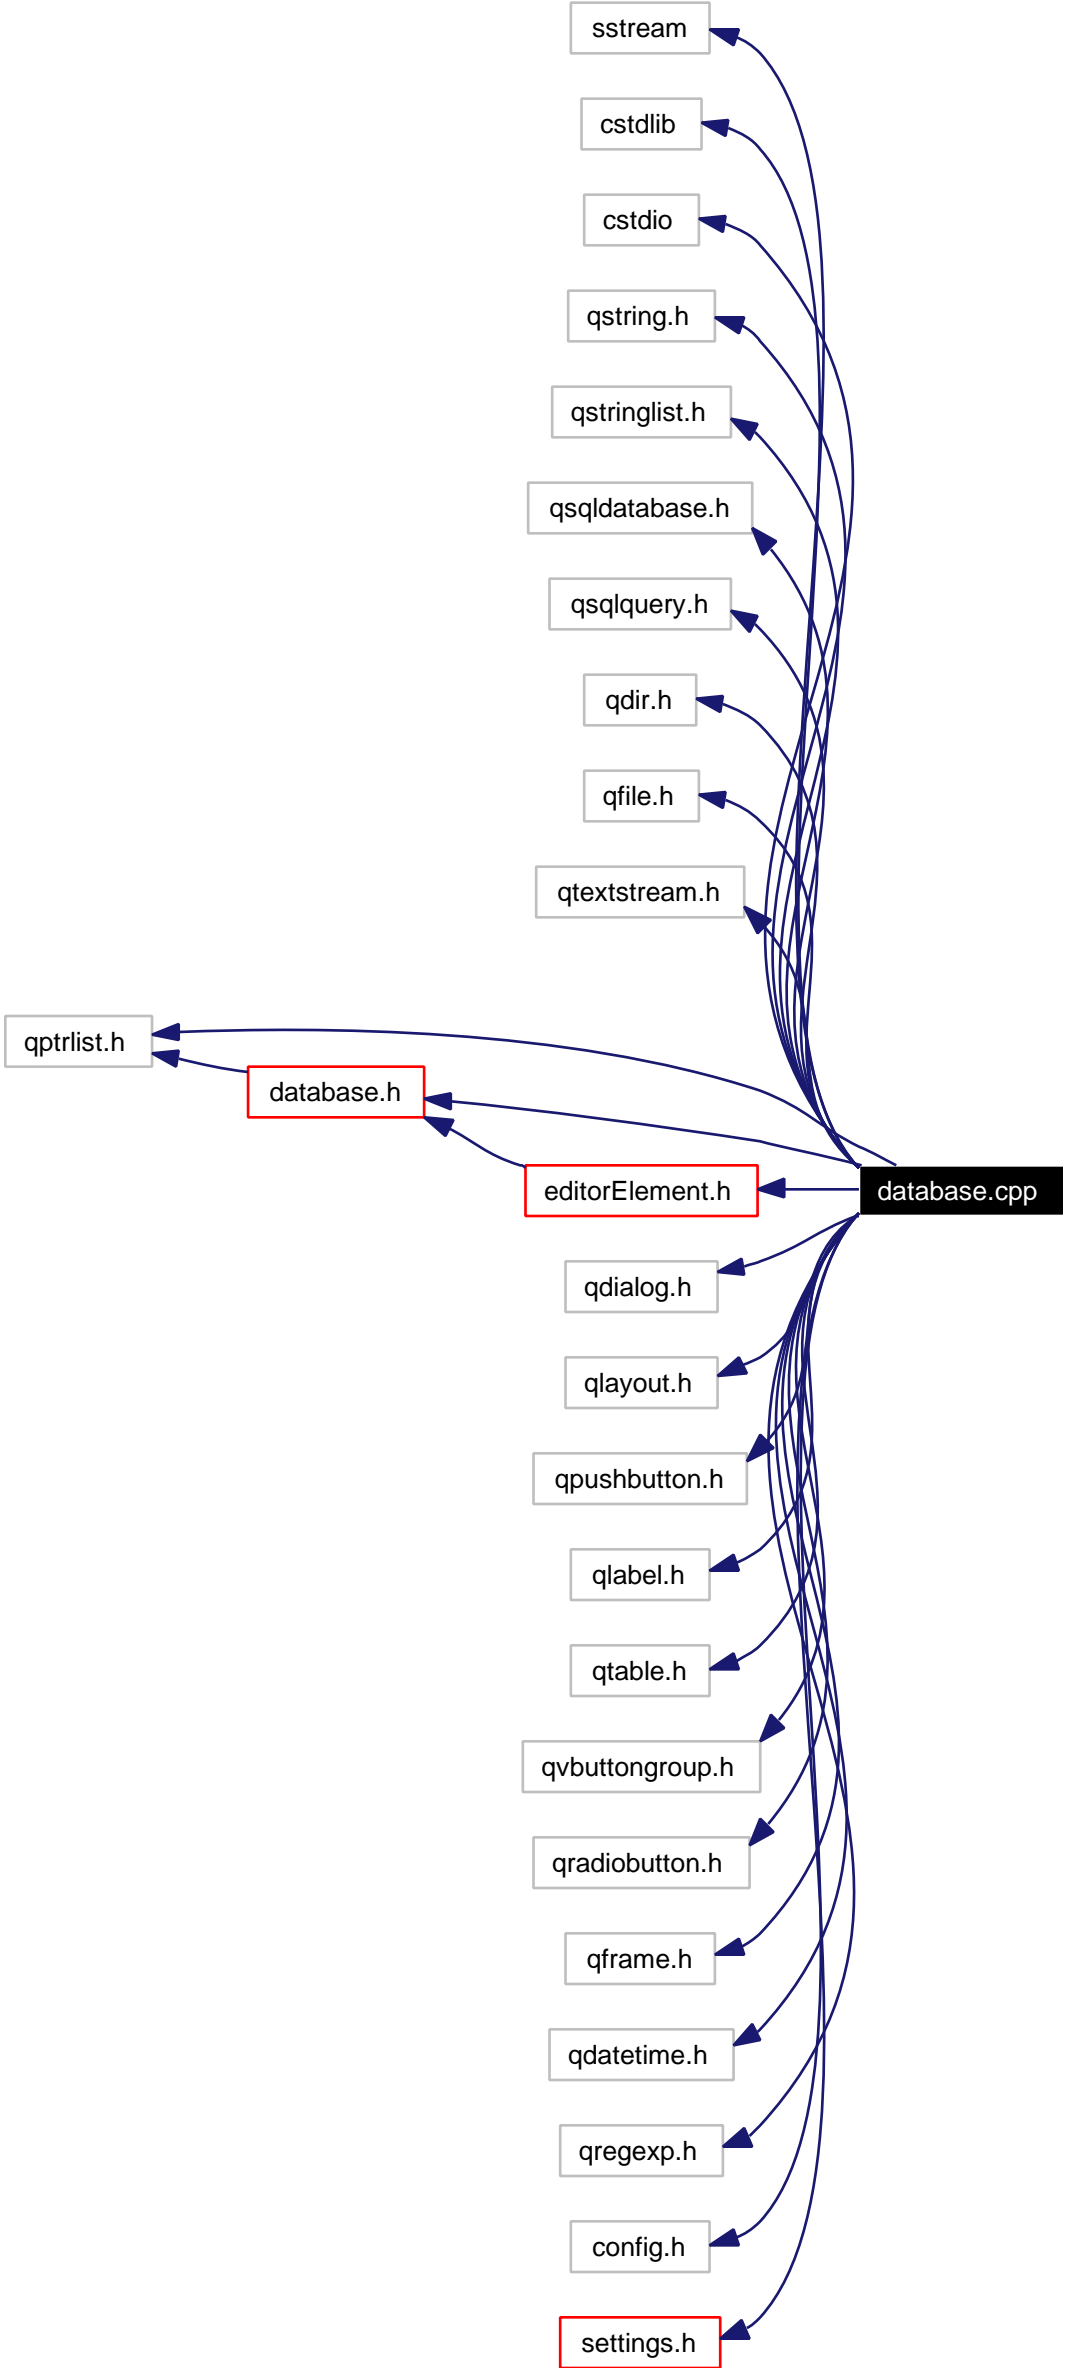 sstream
cstdlib
cstdio
qstring.h
qstringlist.h
qsqldatabase.h
qsqlquery.h
qdir.h
qfile.h
qtextstream.h
qptrlist.h
database.h
editorElement.h
database.cpp
qdialog.h
qlayout.h
qpushbutton.h
qlabel.h
qtable.h
qvbuttongroup.h
qradiobutton.h
qframe.h
qdatetime.h
qregexp.h
config.h
settings.h